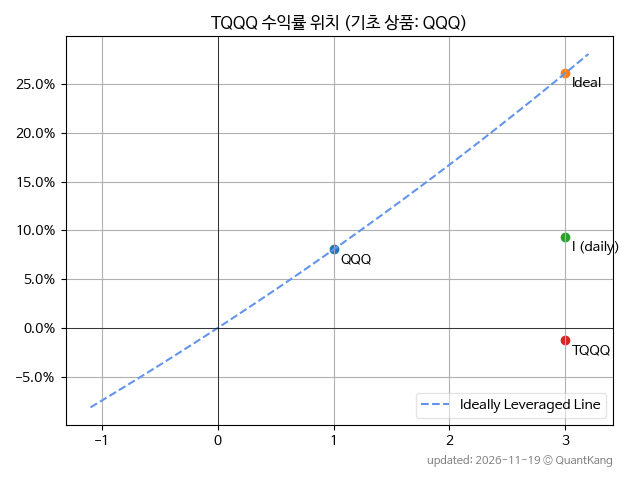 TQQQ 수익률 위치 (기초 상품: QQQ)
25.0%
20.0%
15.0%
10.0%
5.0%
0.0%
−5.0%
Ideal
I (daily)
QQQ
TQQQ
Ideally Leveraged Line
−1 0 1 2 3
updated: 2026-11-19 © QuantKang